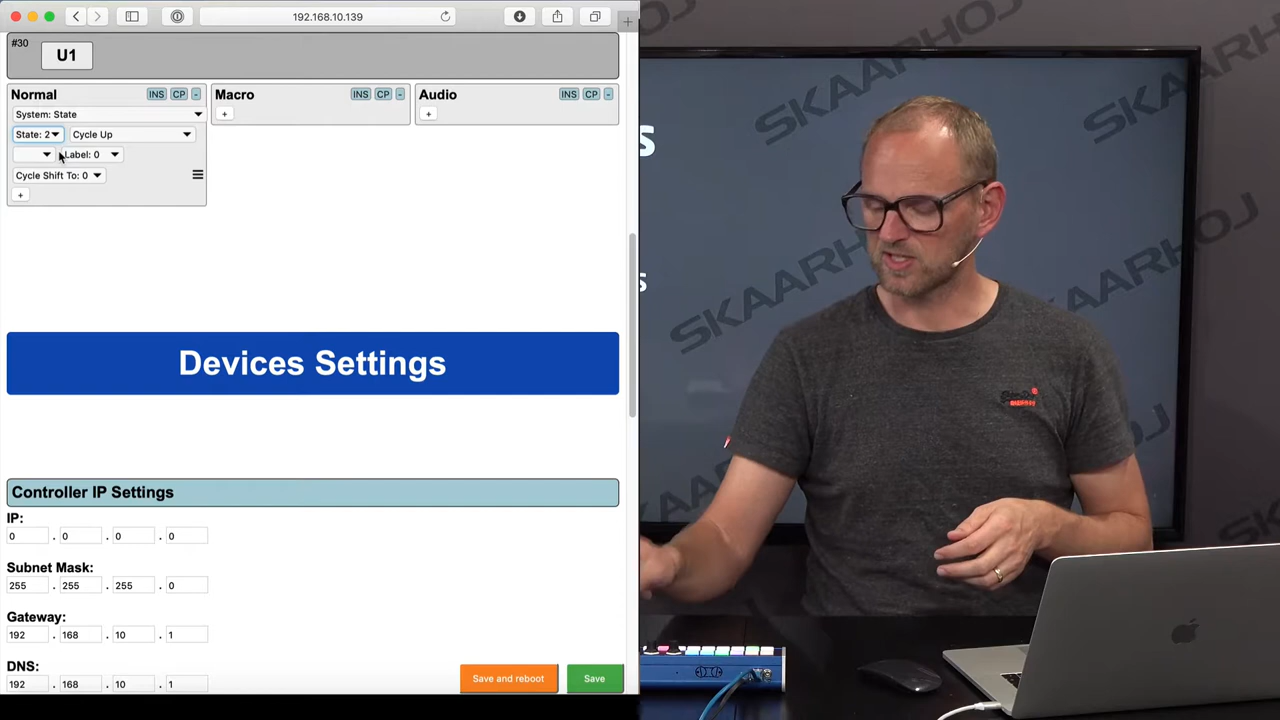 192.168.10.139
#30
U1
Normal INS CP -
Macro INS CP -
Audio INS CP -
System: State
+
+
State: 2 Cycle Up
Label: 0
Cycle Shift To: 0
+
Devices Settings
Controller IP Settings
IP:
0 . 0 . 0 . 0
Subnet Mask:
255 . 255 . 255 . 0
Gateway:
192 . 168 . 10 . 1
DNS:
192 . 168 . 10 . 1
Save and reboot
Save
SKAARHOJ
SKAARHOJ
SKAARHOJ
s
s